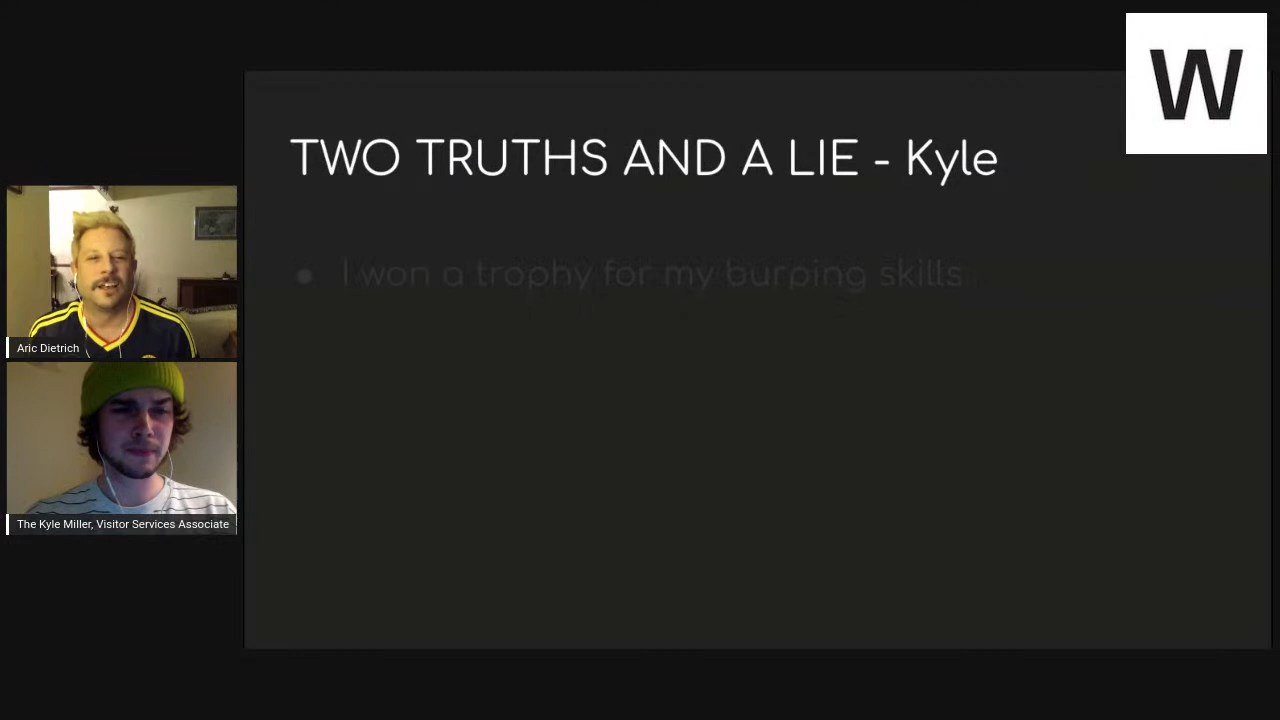 W
TWO TRUTHS AND A LIE - Kyle
I won a trophy for my burping skills
Aric Dietrich
The Kyle Miller, Visitor Services Associate